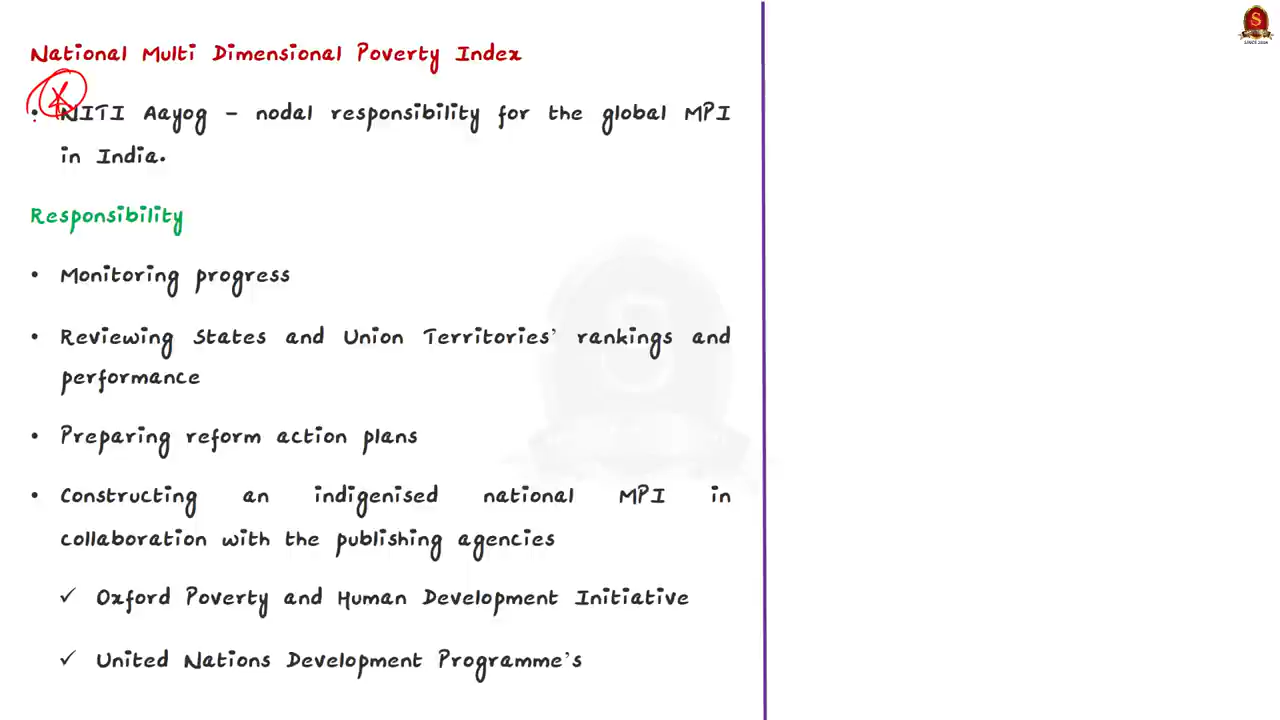 National Multi Dimensional Poverty Index
• NITI Aayog – nodal responsibility for the global MPI
in India.
Responsibility
• Monitoring progress
• Reviewing States and Union Territories' rankings and
performance
• Preparing reform action plans
• Constructing an indigenised national MPI in
collaboration with the publishing agencies
✓ Oxford Poverty and Human Development Initiative
✓ United Nations Development Programme's